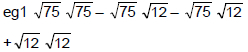 eg1 √75 √75 – √75 √12 – √75 √12
+√12 √12